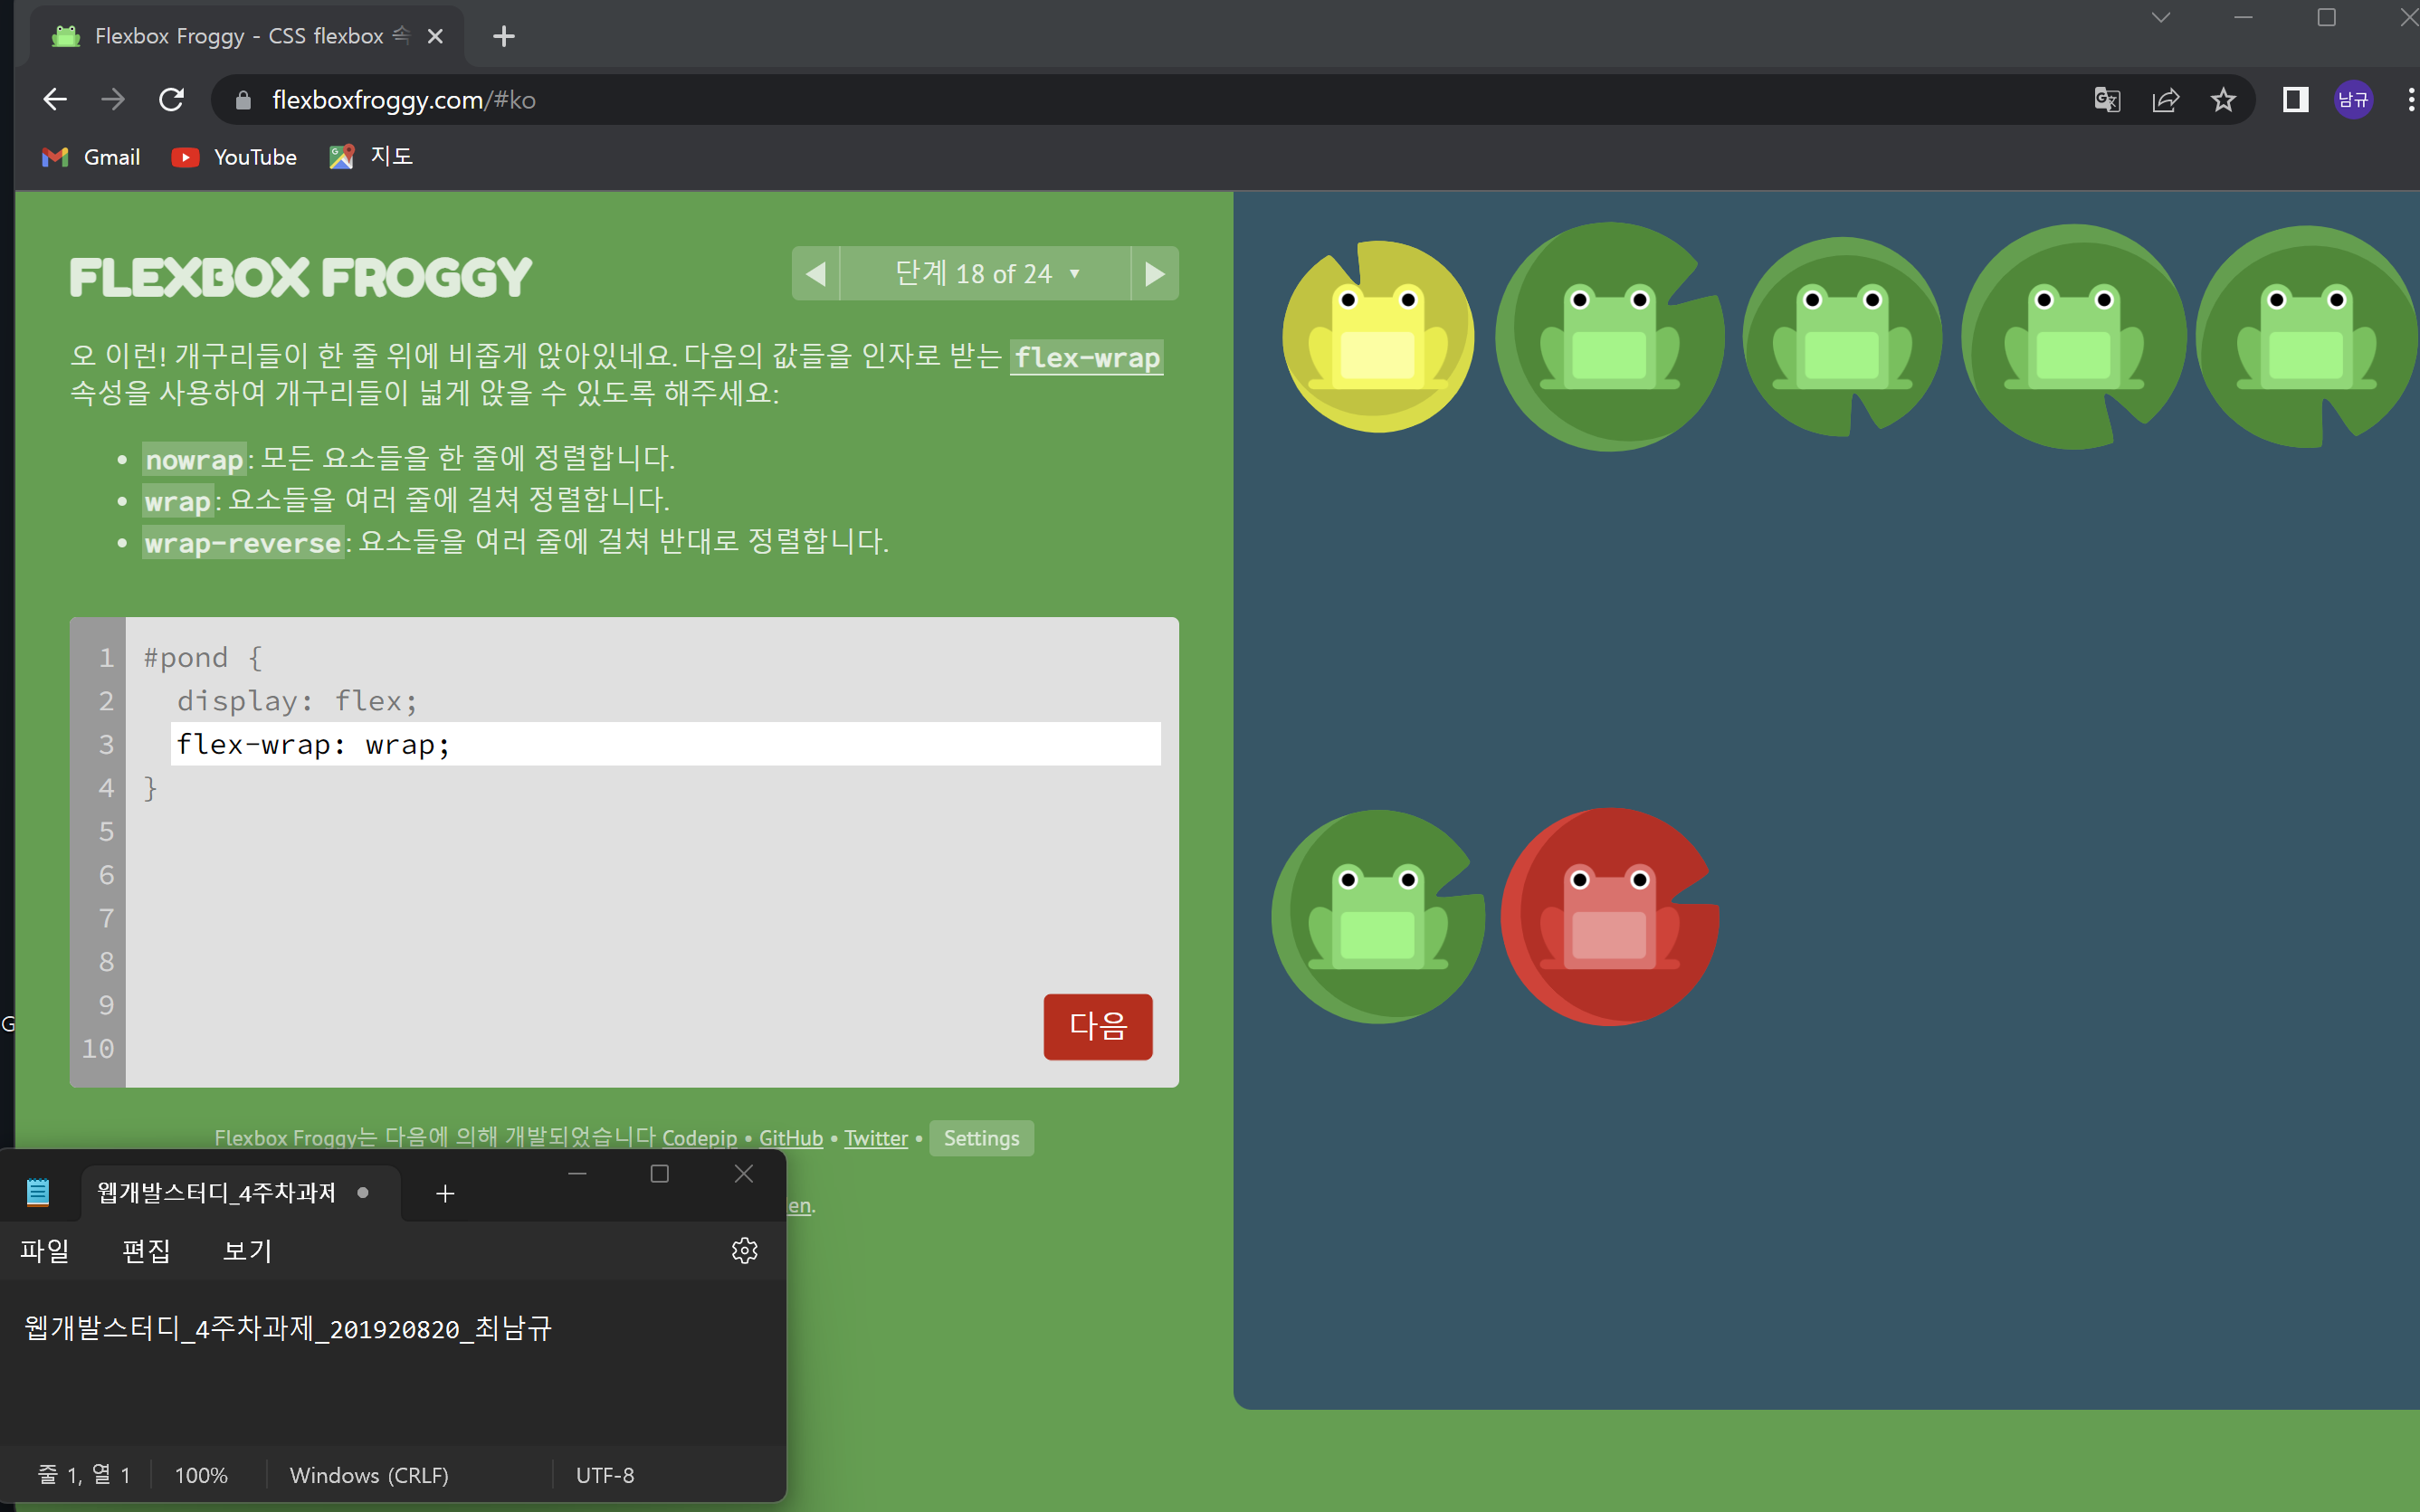 Flexbox Froggy - CSS flexbox 속
flexboxfroggy.com/#ko
남규
Gmail YouTube 지도
FLEXBOX FROGGY
단계 18 of 24 ▼
오 이런! 개구리들이 한 줄 위에 비좁게 앉아있네요. 다음의 값들을 인자로 받는 flex-wrap
속성을 사용하여 개구리들이 넓게 앉을 수 있도록 해주세요:
• nowrap: 모든 요소들을 한 줄에 정렬합니다.
• wrap: 요소들을 여러 줄에 걸쳐 정렬합니다.
• wrap-reverse: 요소들을 여러 줄에 걸쳐 반대로 정렬합니다.
1 #pond {
2 display: flex;
3 flex-wrap: wrap;
4 }
5
6
7
8
9
10
다음
G
Flexbox Froggy는 다음에 의해 개발되었습니다 Codepip • GitHub • Twitter • Settings
en.
웹개발스터디_4주차과제
파일 편집 보기
웹개발스터디_4주차과제_201920820_최남규
줄 1, 열 1 100% Windows (CRLF) UTF-8